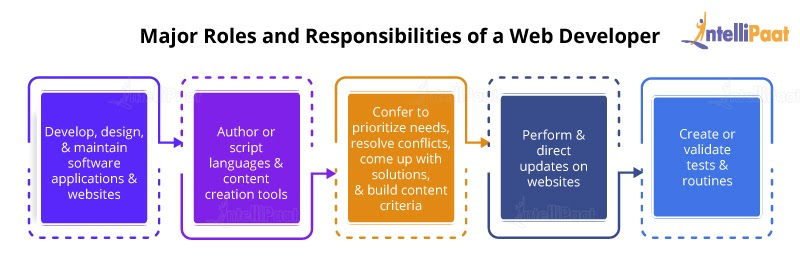 Major Roles and Responsibilities of a Web Developer
IntelliPaat
Develop, design,
& maintain
software
applications &
websites
Author or
script
languages &
content
creation tools
Confer to
prioritize needs,
resolve conflicts,
come up with
solutions,
& build content
criteria
Perform &
direct
updates on
websites
Create or
validate
tests &
routines